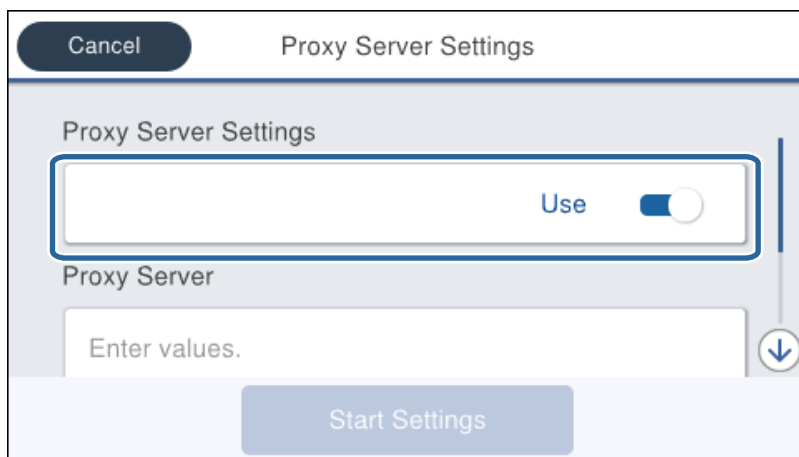 Cancel
Proxy Server Settings
Proxy Server Settings
Use
Proxy Server
Enter values.
Start Settings